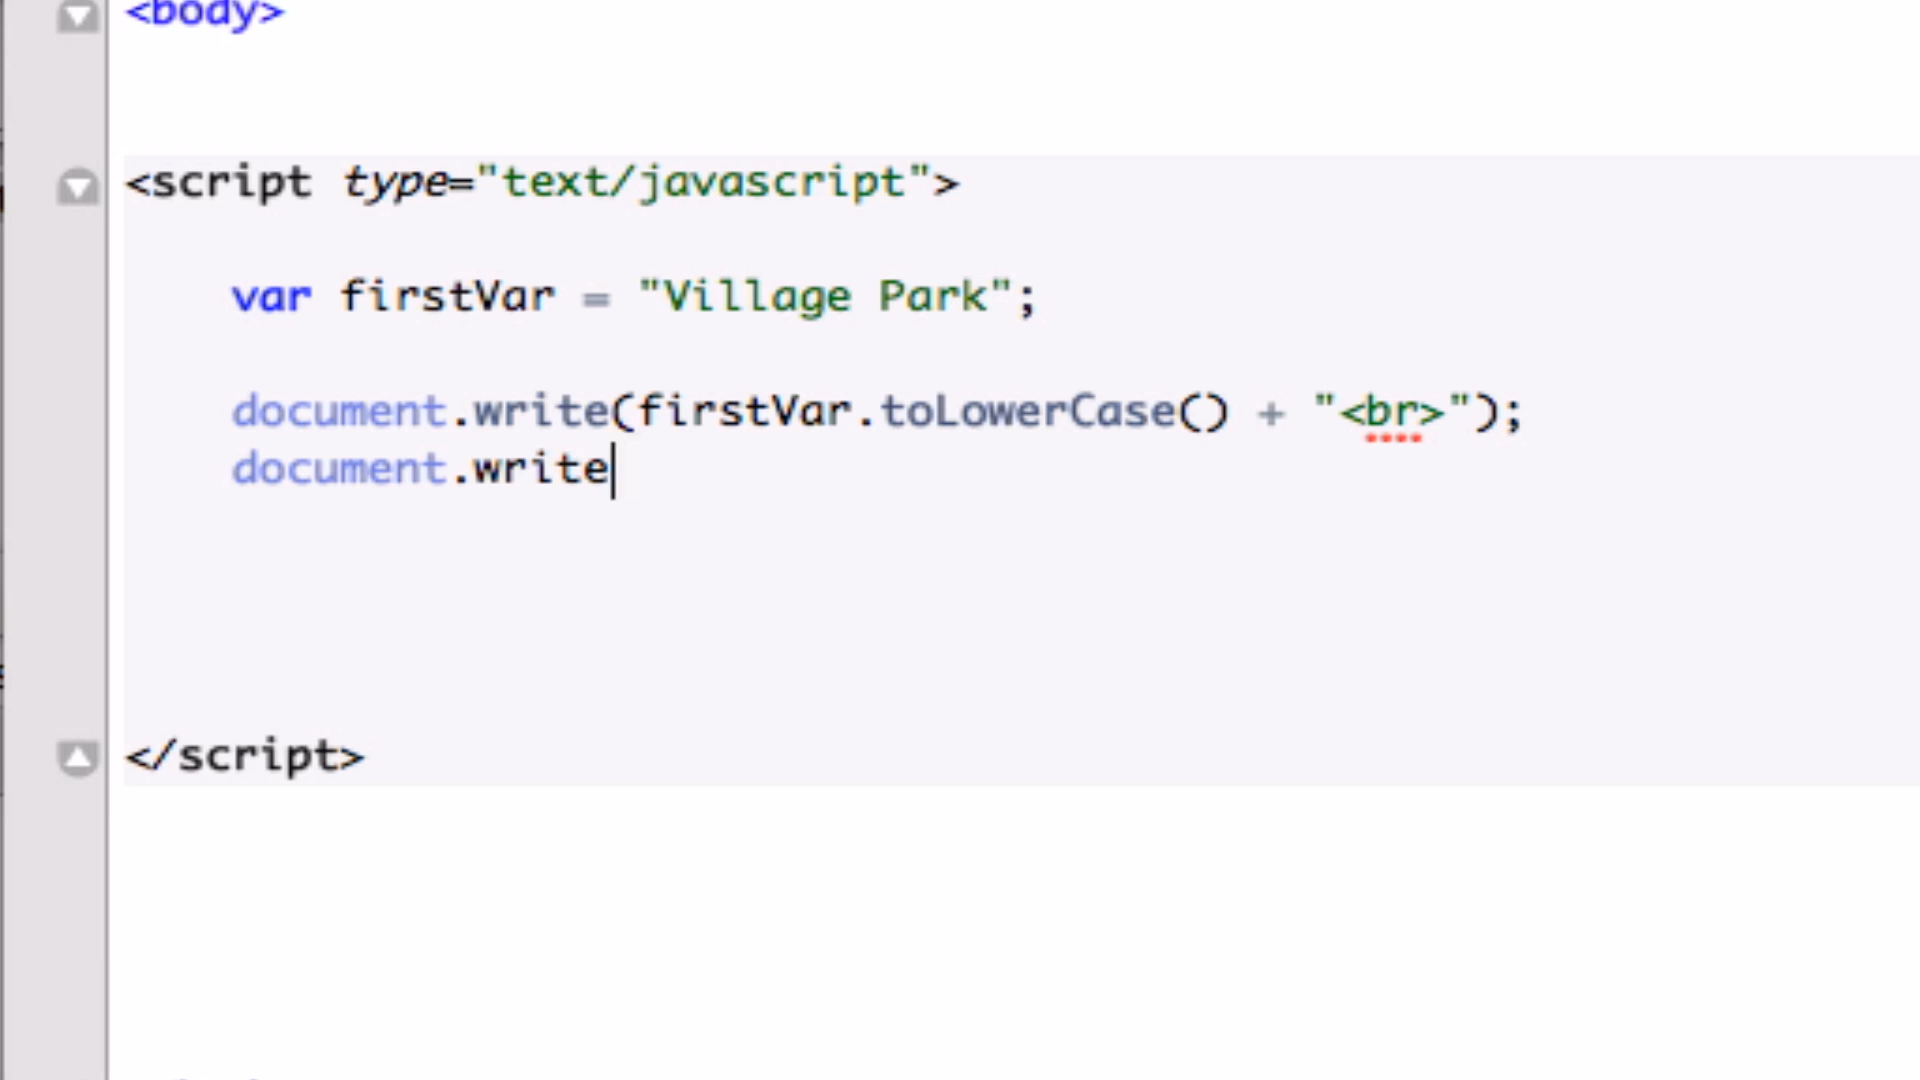 <body>
<script type="text/javascript">
var firstVar = "Village Park";
document.write(firstVar.toLowerCase() + "<br>");
document.write
</script>